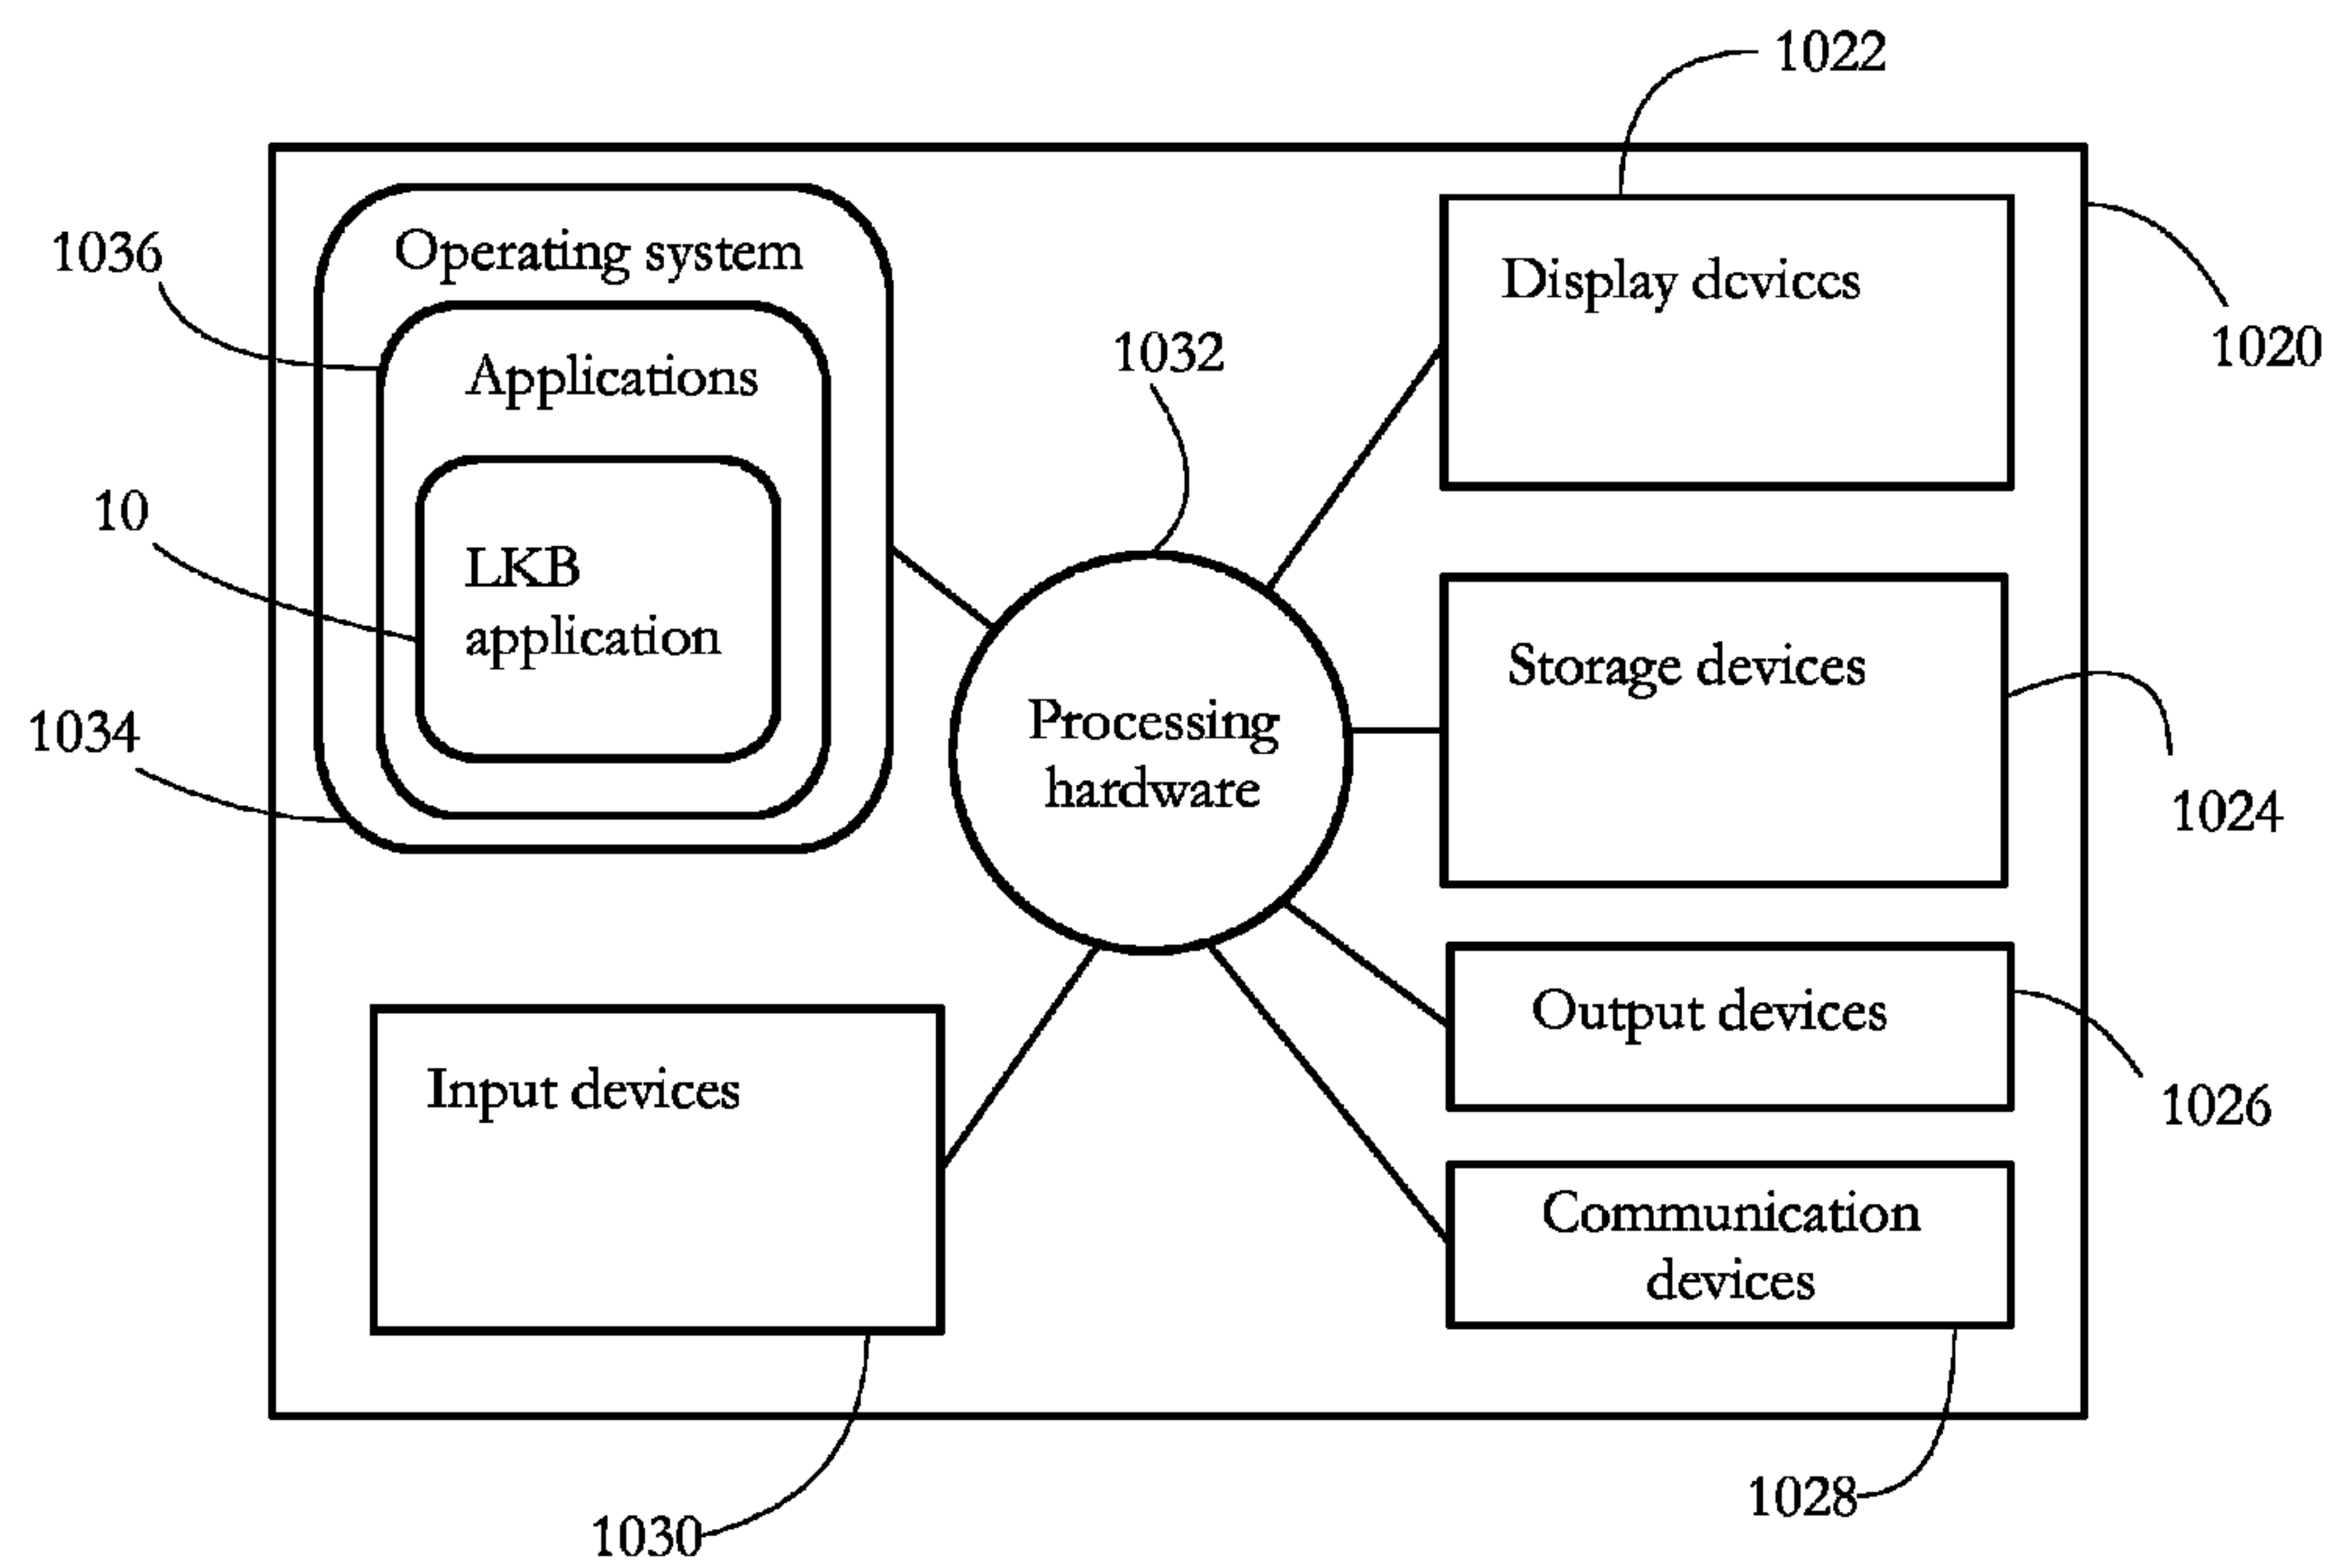 1022
1036
Operating system
Display devices
1020
Applications
1032
10
LKB
application
Storage devices
1034
Processing
hardware
1024
Output devices
Input devices
1026
Communication
devices
1028
1030